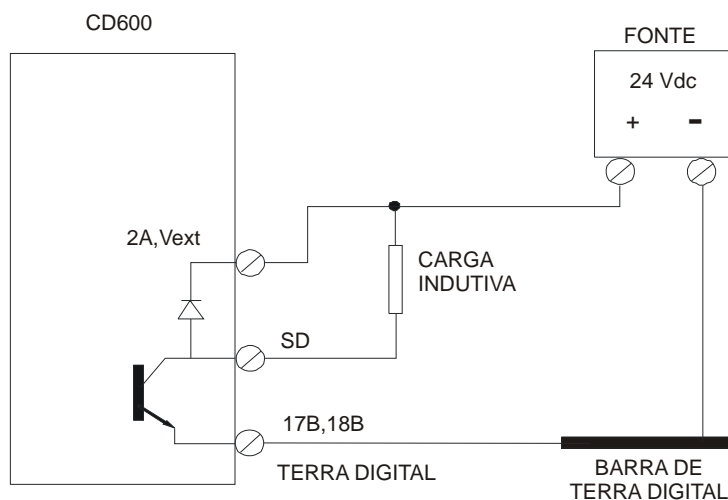 CD600
FONTE
24 Vdc
+ -
2A,Vext
CARGA
INDUTIVA
SD
17B,18B
TERRA DIGITAL
BARRA DE
TERRA DIGITAL